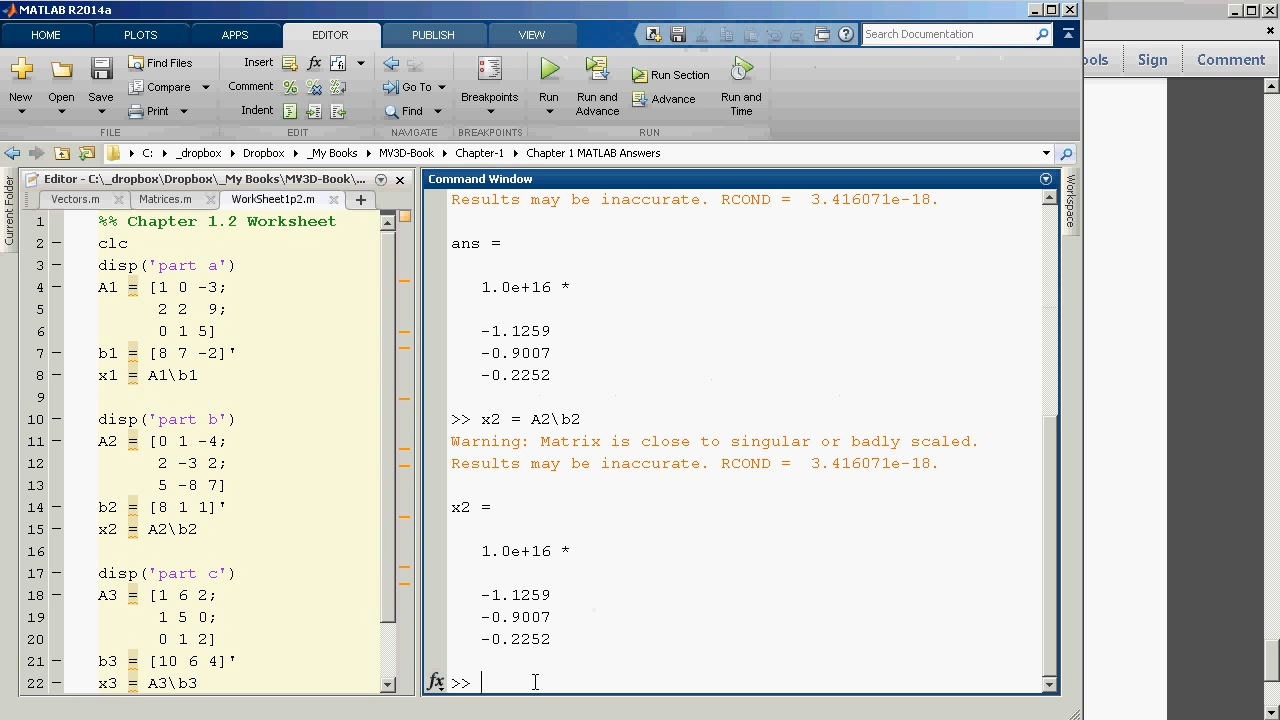 MATLAB R2014a
HOME PLOTS APPS EDITOR PUBLISH VIEW Search Documentation
New Open Save Find Files Compare Print
Insert fx Comment Indent
Go To Find
Breakpoints Run Run and Advance Run Section Advance Run and Time
FILE EDIT NAVIGATE BREAKPOINTS RUN
C: _dropbox Dropbox _My Books MV3D-Book Chapter-1 Chapter 1 MATLAB Answers
Current Folder
Editor - C:\_dropbox\Dropbox\_My Books\MV3D-Book\...
Vectors.m Matrices.m WorkSheet1p2.m
1 %% Chapter 1.2 Worksheet
2 clc
3 disp('part a')
4 A1 = [1 0 -3;
5 2 2 9;
6 0 1 5]
7 b1 = [8 7 -2]'
8 x1 = A1\b1
9
10 disp('part b')
11 A2 = [0 1 -4;
12 2 -3 2;
13 5 -8 7]
14 b2 = [8 1 1]'
15 x2 = A2\b2
16
17 disp('part c')
18 A3 = [1 6 2;
19 1 5 0;
20 0 1 2]
21 b3 = [10 6 4]'
22 x3 = A3\b3
Command Window
Results may be inaccurate. RCOND = 3.416071e-18.
ans =
1.0e+16 *
-1.1259
-0.9007
-0.2252
>> x2 = A2\b2
Warning: Matrix is close to singular or badly scaled.
Results may be inaccurate. RCOND = 3.416071e-18.
x2 =
1.0e+16 *
-1.1259
-0.9007
-0.2252
fx >>
Workspace
ools Sign Comment